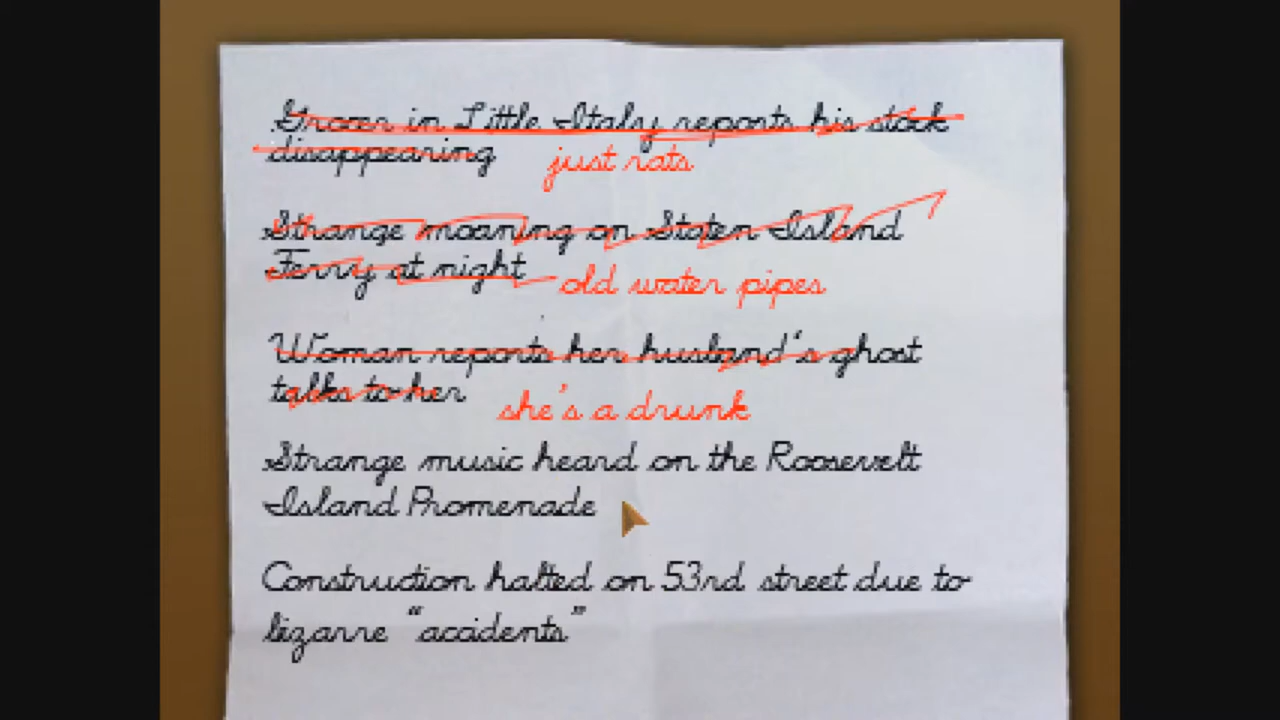 Grocer in Little Italy reports his stock
disappearing just rats
Strange moaning on Staten Island
Ferry at night old water pipes
Woman reports her husband's ghost
talks to her she's a drunk
Strange music heard on the Roosevelt
Island Promenade
Construction halted on 53rd street due to
bizarre "accidents"